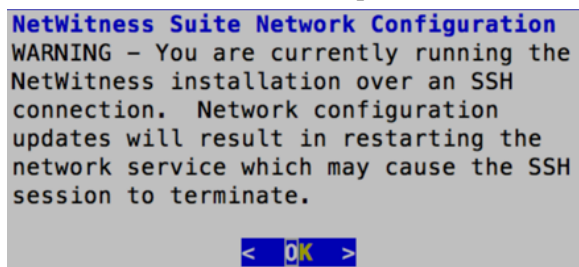 NetWitness Suite Network Configuration
WARNING – You are currently running the
NetWitness installation over an SSH
connection.  Network configuration
updates will result in restarting the
network service which may cause the SSH
session to terminate.
<  OK  >